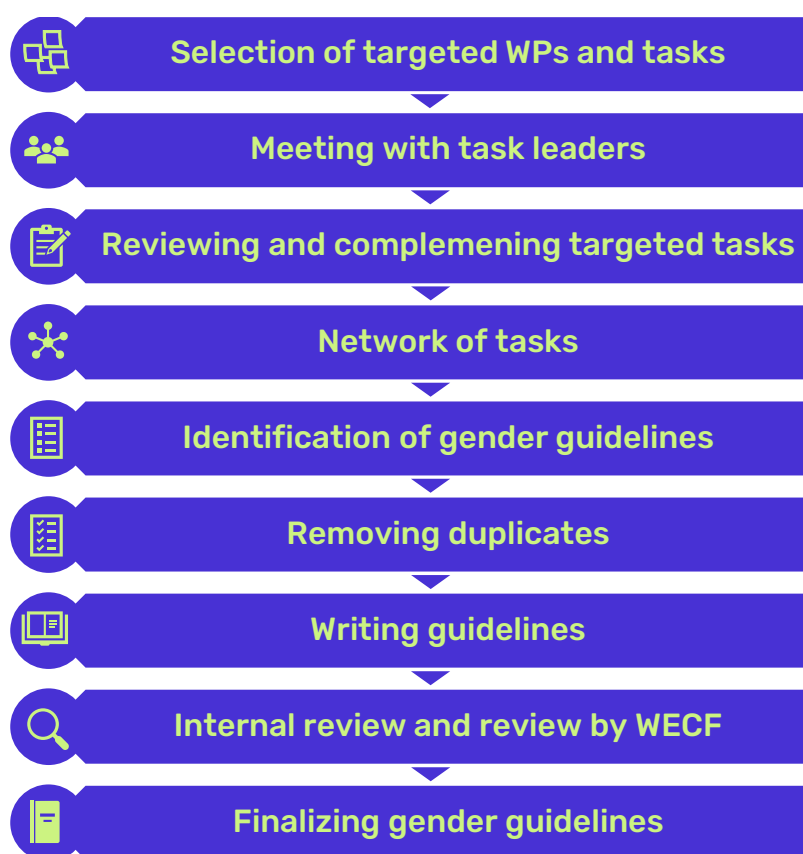 Selection of targeted WPs and tasks
Meeting with task leaders
Reviewing and complemening targeted tasks
Network of tasks
Identification of gender guidelines
Removing duplicates
Writing guidelines
Internal review and review by WECF
Finalizing gender guidelines